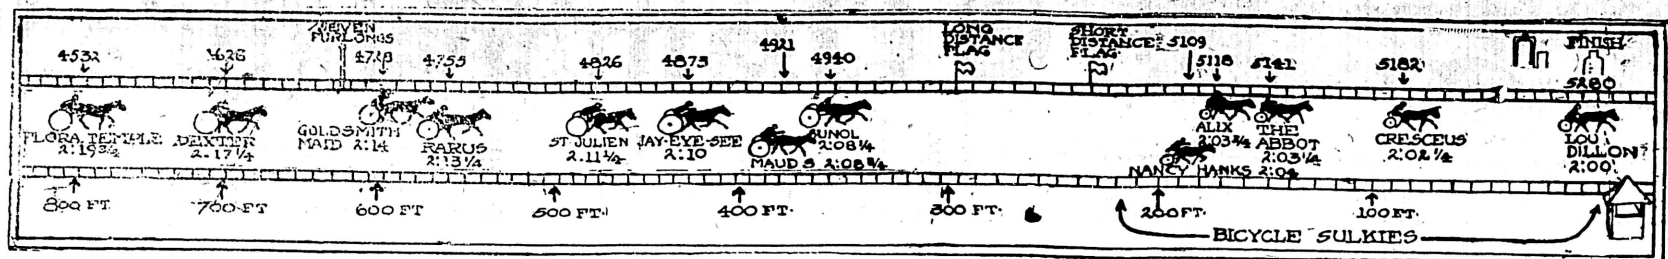 SEVEN
FURLONGS
LONG
DISTANCE
FLAG
SHORT
DISTANCE
FLAG
FINISH
4532
4628
4728
4755
4826
4873
4921
4940
5109
5118
5141
5182
5280
FLORA TEMPLE
2:19¾
DEXTER
2:17¼
GOLDSMITH
MAID 2:14
RARUS
2:13¼
ST JULIEN
2.11¼
JAY-EYE-SEE
2:10
MAUD S 2:08¾
SUNOL
2:08¼
NANCY HANKS 2:04
ALIX
2:03¾
THE
ABBOT
2:03¼
CRESCEUS
2:02¼
LOU
DILLON
2:00
800 FT
700 FT
600 FT
500 FT.
400 FT.
300 FT.
200 FT.
100 FT.
BICYCLE SULKIES